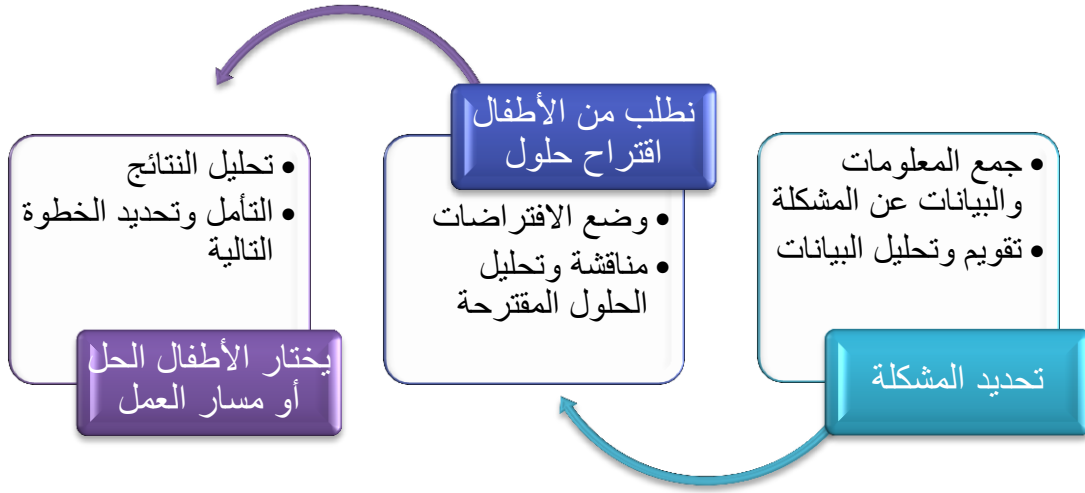 • جمع المعلومات
والبيانات عن المشكلة
• تقويم وتحليل البيانات
تحديد المشكلة
نطلب من الأطفال
اقتراح حلول
• وضع الافتراضات
• مناقشة وتحليل
الحلول المقترحة
• تحليل النتائج
• التأمل وتحديد الخطوة
التالية
يختار الأطفال الحل
أو مسار العمل